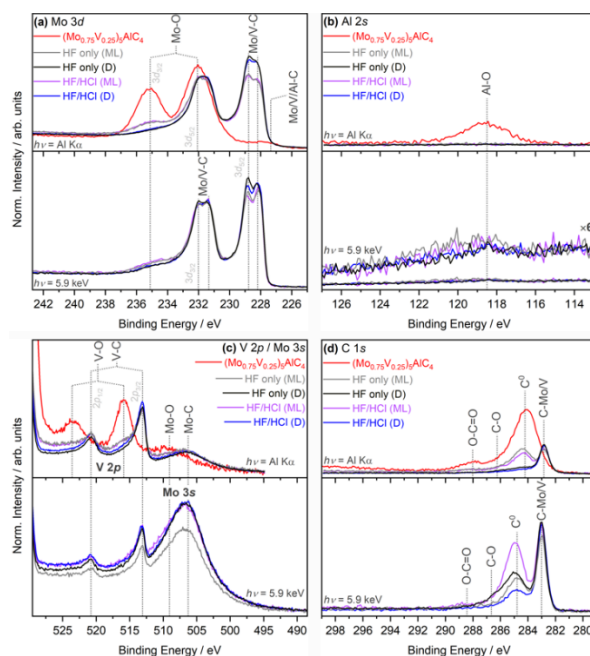 (a) Mo 3d
(Mo0.75V0.25)5AlC4
HF only (ML)
HF only (D)
HF/HCl (ML)
HF/HCl (D)
Mo-O
3d3/2
3d5/2
Mo/V-C
Mo/V/Al-C
hν = Al Kα
Mo/V-C
3d3/2
3d5/2
hν = 5.9 keV
242 239 236 233 230 228 226
Binding Energy / eV
Norm. Intensity / arb. units
(b) Al 2s
(Mo0.75V0.25)5AlC4
HF only (ML)
HF only (D)
HF/HCl (ML)
HF/HCl (D)
Al-O
hν = Al Kα
×6
hν = 5.9 keV
126 124 122 120 118 116 114
Binding Energy / eV
(c) V 2p / Mo 3s
(Mo0.75V0.25)5AlC4
HF only (ML)
HF only (D)
HF/HCl (ML)
HF/HCl (D)
V-O
V-C
2p1/2
2p3/2
Mo-O
Mo-C
V 2p
hν = Al Kα
Mo 3s
hν = 5.9 keV
525 520 515 510 505 500 495 490
Binding Energy / eV
Norm. Intensity / arb. units
(d) C 1s
(Mo0.75V0.25)5AlC4
HF only (ML)
HF only (D)
HF/HCl (ML)
HF/HCl (D)
O-C=O
C-O
C0
C-Mo/V
hν = Al Kα
O-C=O
C-O
C0
C-Mo/V
hν = 5.9 keV
298 296 294 292 290 288 286 284 282 280
Binding Energy / eV